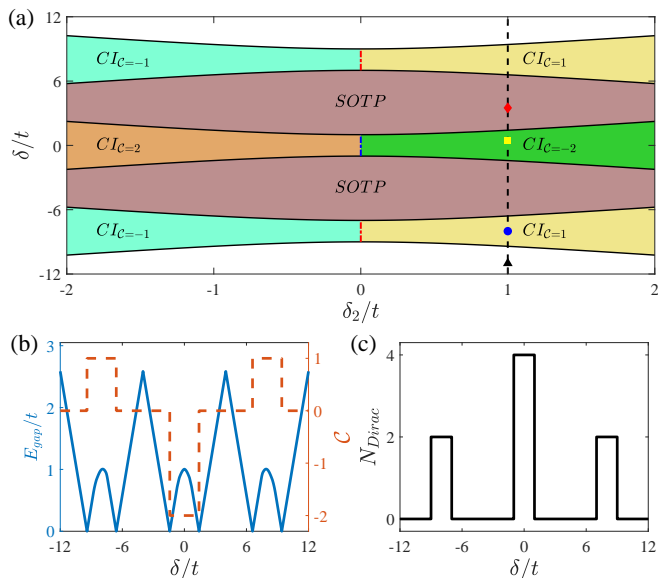 (a)
12
6
0
-6
-12
δ/t
CI_{C=-1}
CI_{C=1}
SOTP
CI_{C=2}
CI_{C=-2}
SOTP
CI_{C=-1}
CI_{C=1}
-2
-1
0
1
2
δ_2/t
(b)
3
2
1
0
E_{gap}/t
1
0
-1
-2
C
-12
-6
0
6
12
δ/t
(c)
4
2
0
N_{Dirac}
-12
-6
0
6
12
δ/t